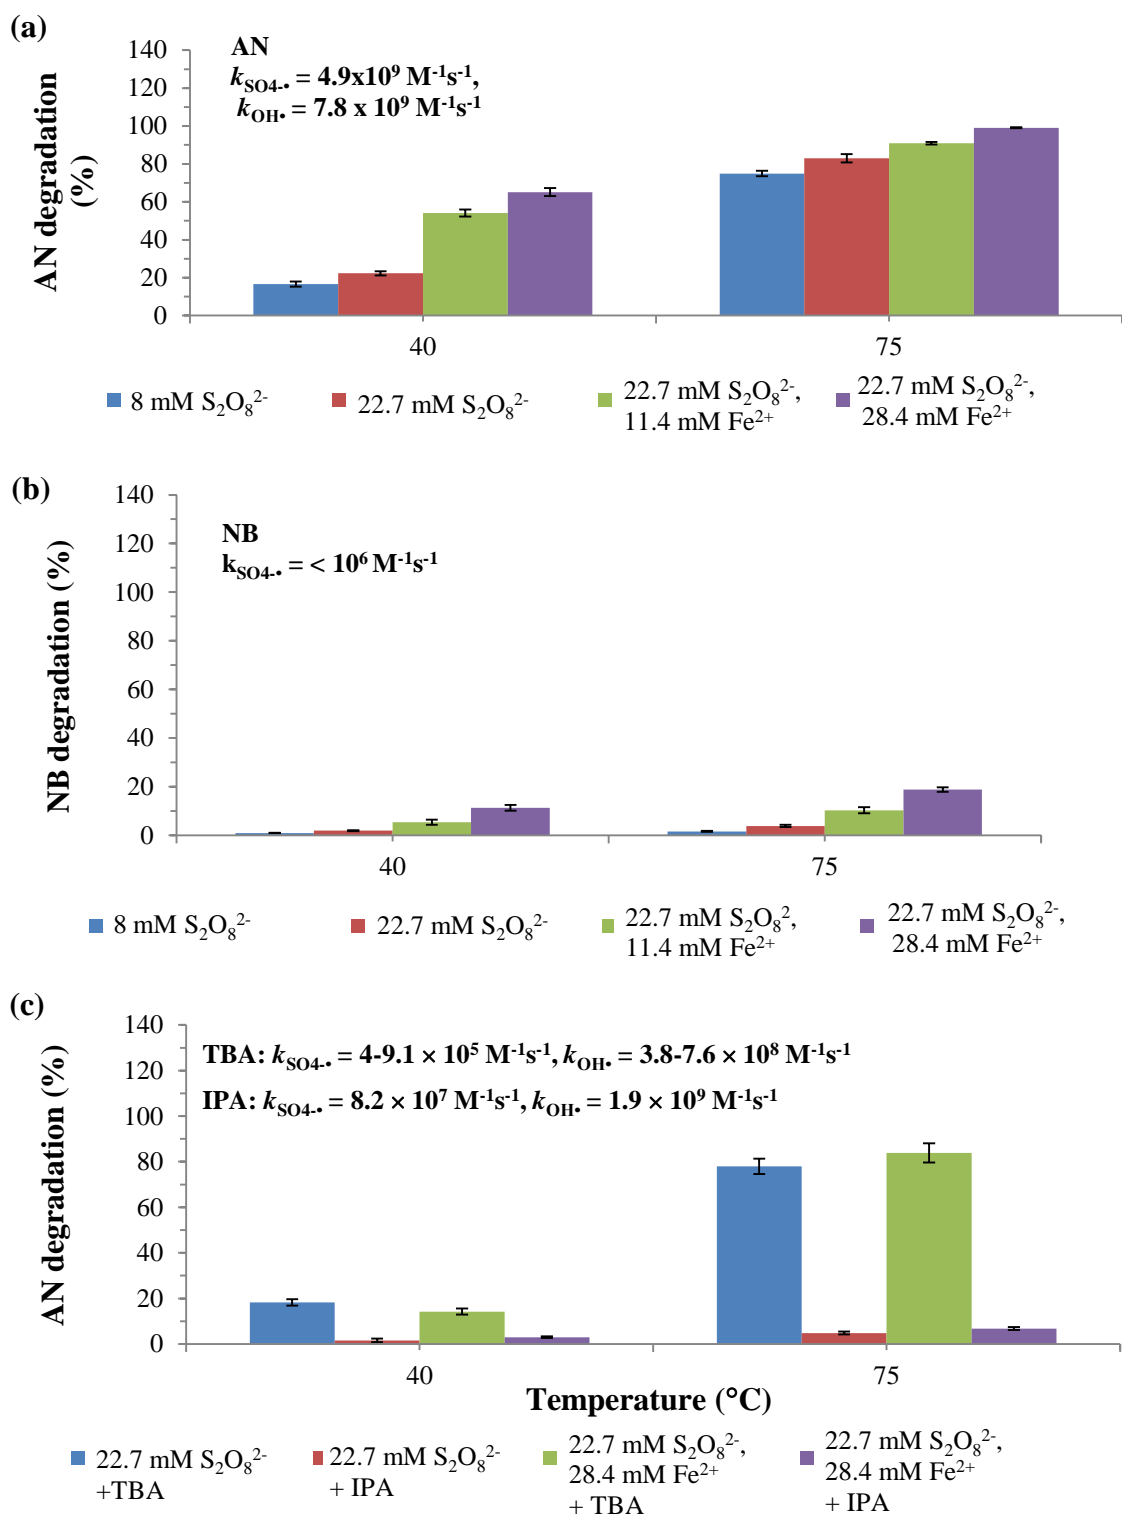 (a)
140
120
100
80
60
40
20
0
AN degradation
(%)
AN
kSO4-• = 4.9x10⁹ M⁻¹s⁻¹,
kOH• = 7.8 x 10⁹ M⁻¹s⁻¹
40 75
8 mM S₂O₈²⁻
22.7 mM S₂O₈²⁻
22.7 mM S₂O₈²⁻,
11.4 mM Fe²⁺
22.7 mM S₂O₈²⁻,
28.4 mM Fe²⁺
(b)
140
120
100
80
60
40
20
0
NB degradation (%)
NB
kSO4-• = < 10⁶ M⁻¹s⁻¹
40 75
8 mM S₂O₈²⁻
22.7 mM S₂O₈²⁻
22.7 mM S₂O₈²,
11.4 mM Fe²⁺
22.7 mM S₂O₈²⁻,
28.4 mM Fe²⁺
(c)
140
120
100
80
60
40
20
0
AN degradation (%)
TBA: kSO4-• = 4-9.1 × 10⁵ M⁻¹s⁻¹, kOH• = 3.8-7.6 × 10⁸ M⁻¹s⁻¹
IPA: kSO4-• = 8.2 × 10⁷ M⁻¹s⁻¹, kOH• = 1.9 × 10⁹ M⁻¹s⁻¹
40 75
Temperature (°C)
22.7 mM S₂O₈²⁻
+TBA
22.7 mM S₂O₈²⁻
+ IPA
22.7 mM S₂O₈²⁻,
28.4 mM Fe²⁺
+ TBA
22.7 mM S₂O₈²⁻,
28.4 mM Fe²⁺
+ IPA